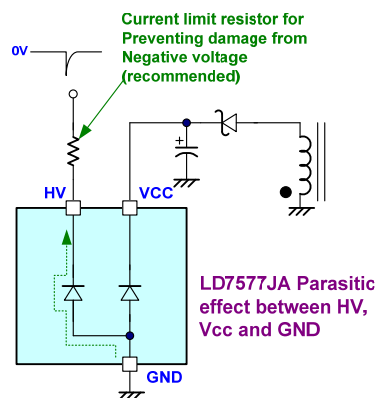 Current limit resistor for
Preventing damage from
Negative voltage
(recommended)
0V
+
HV
VCC
LD7577JA Parasitic
effect between HV,
Vcc and GND
GND